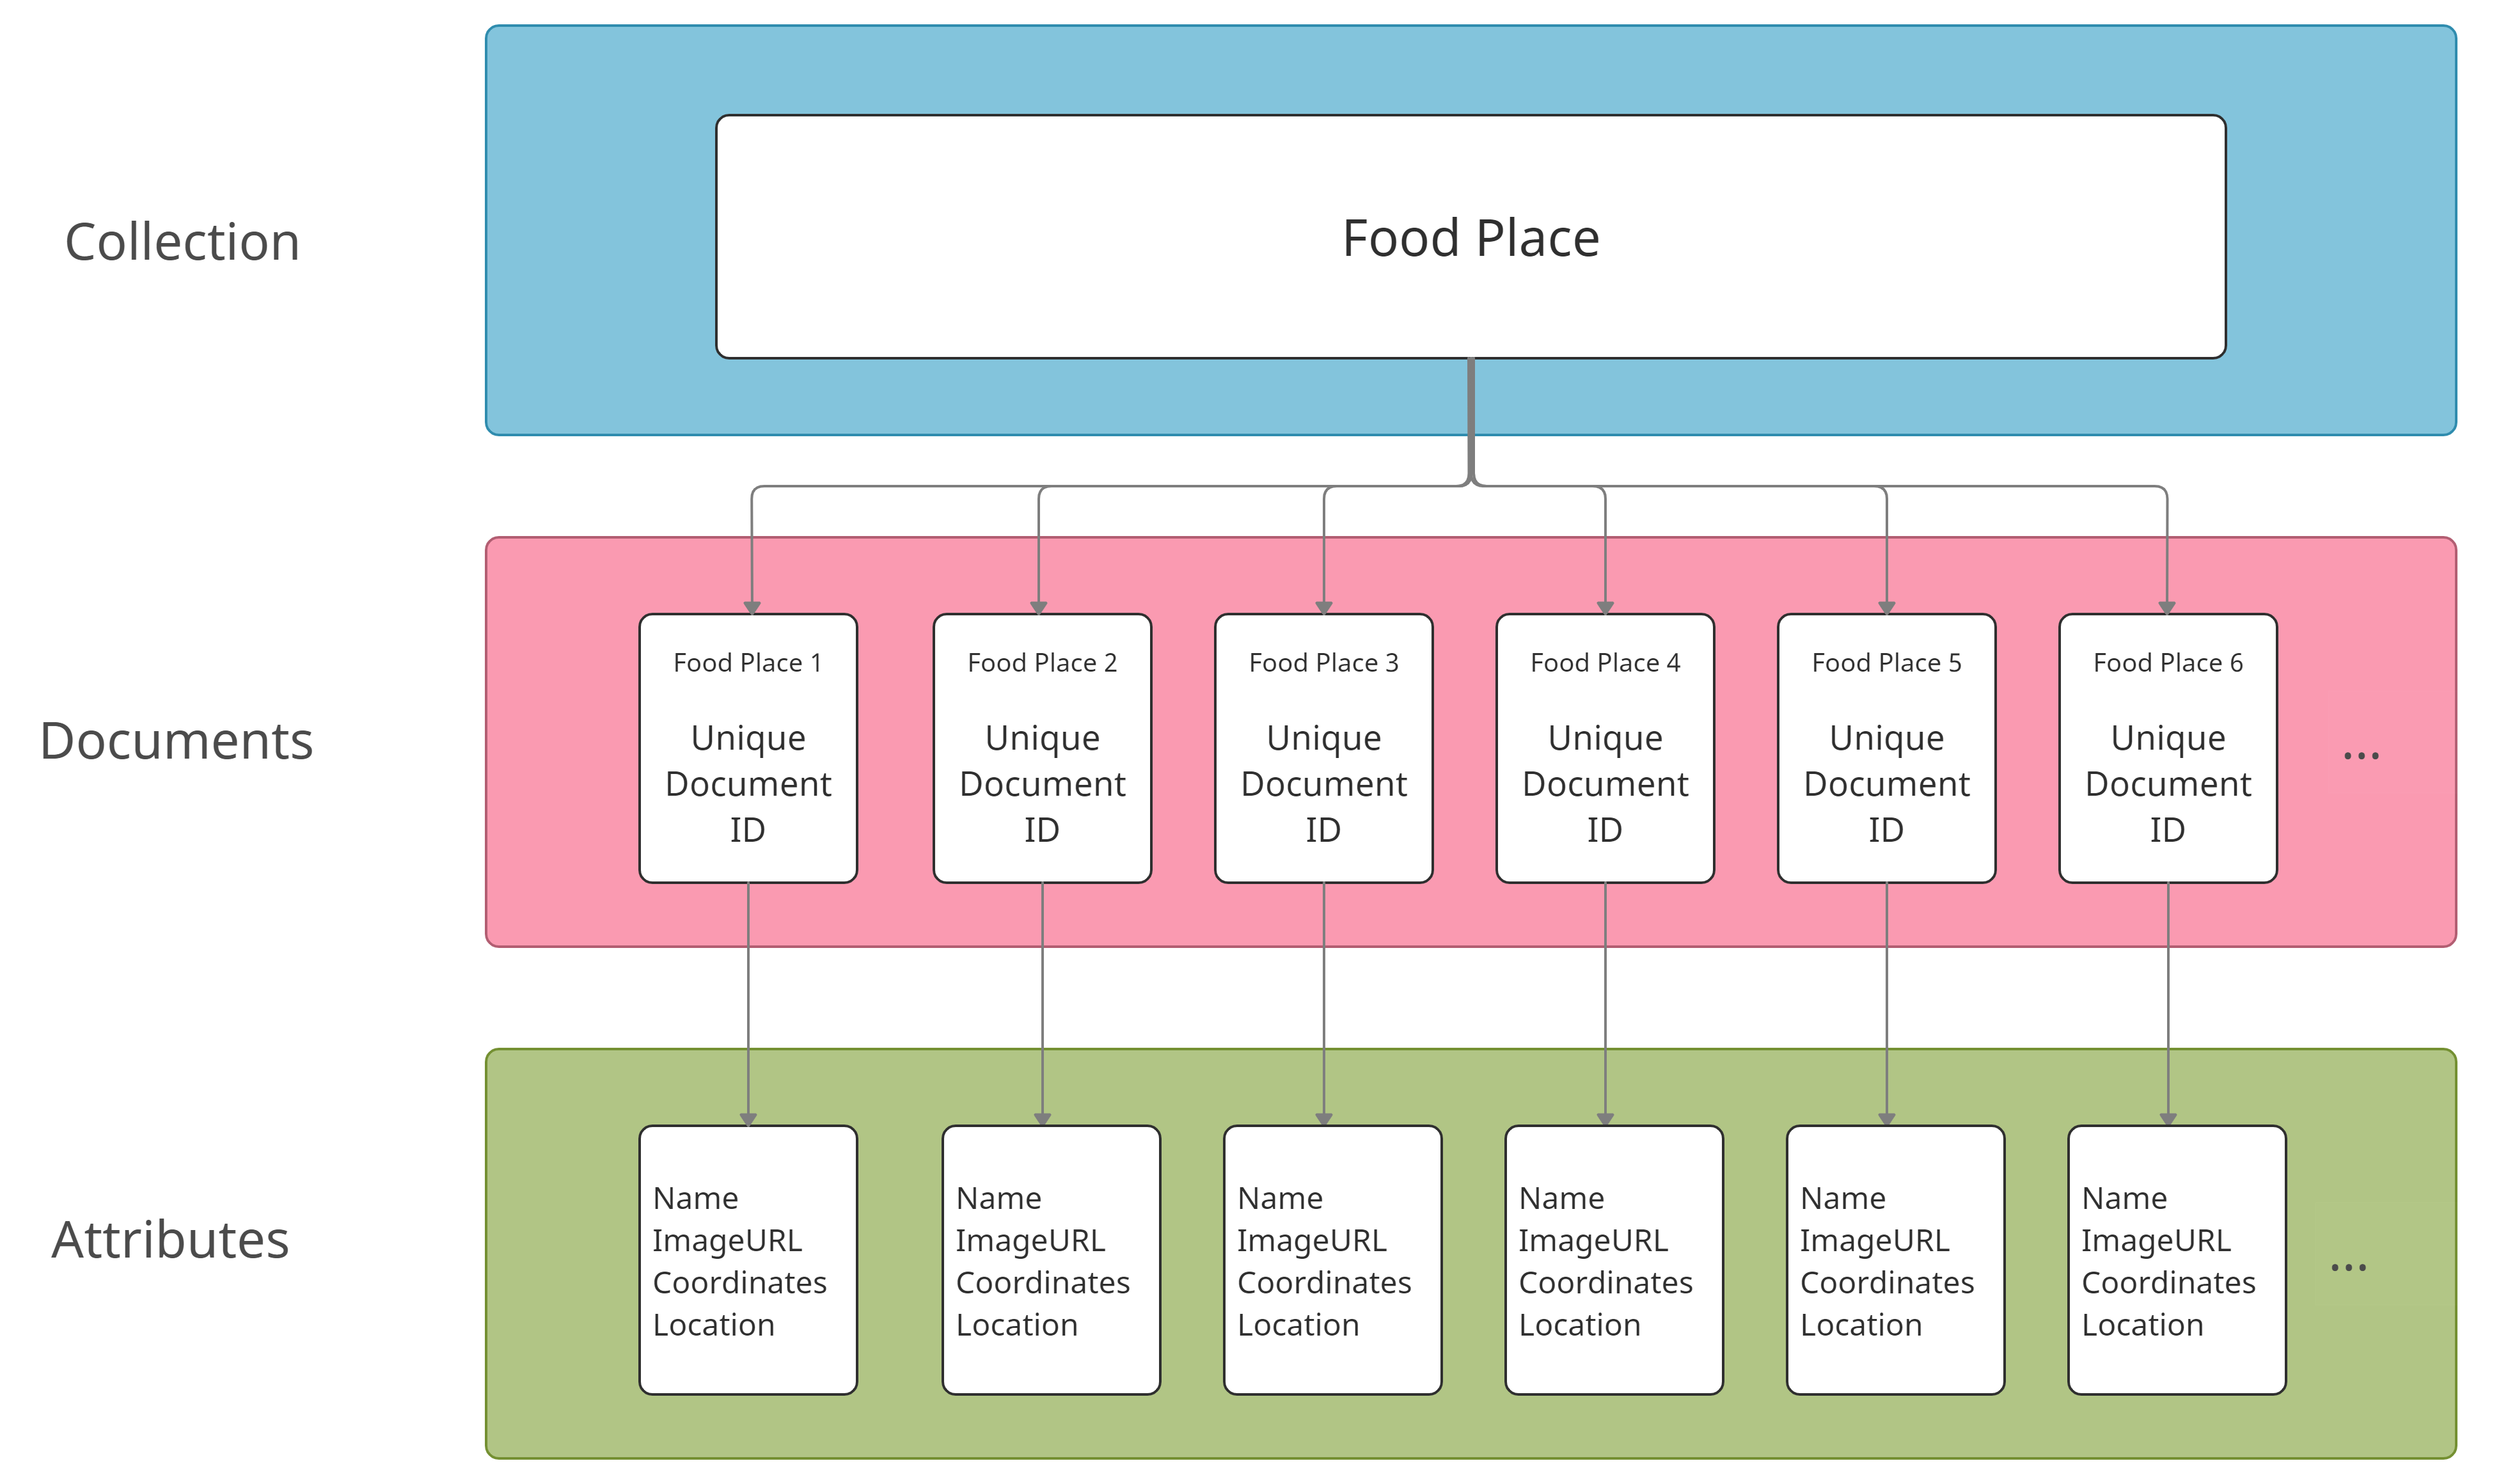 Collection
Food Place
Documents
Food Place 1
Unique
Document
ID
Food Place 2
Unique
Document
ID
Food Place 3
Unique
Document
ID
Food Place 4
Unique
Document
ID
Food Place 5
Unique
Document
ID
Food Place 6
Unique
Document
ID
...
Attributes
Name
ImageURL
Coordinates
Location
Name
ImageURL
Coordinates
Location
Name
ImageURL
Coordinates
Location
Name
ImageURL
Coordinates
Location
Name
ImageURL
Coordinates
Location
Name
ImageURL
Coordinates
Location
...